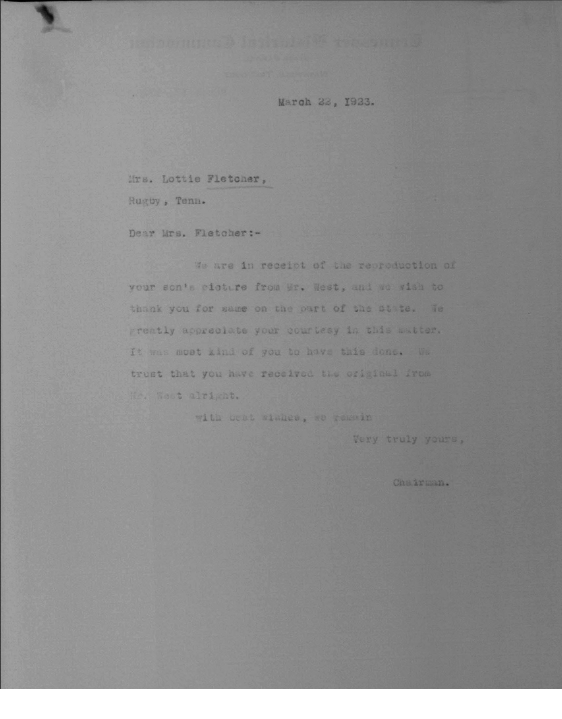 Tennessee Historical Commission
March 22, 1933.
Mrs. Lottie Fletcher,
Rugby, Tenn.
Dear Mrs. Fletcher:-
We are in receipt of the reproduction of
your son's picture from Mr. West, and we wish to
thank you for same on the part of the State. We
greatly appreciate your courtesy in this matter.
It was most kind of you to have this done. We
trust that you have received the original from
Mr. West alright.
With best wishes, we remain
Very truly yours,
Chairman.